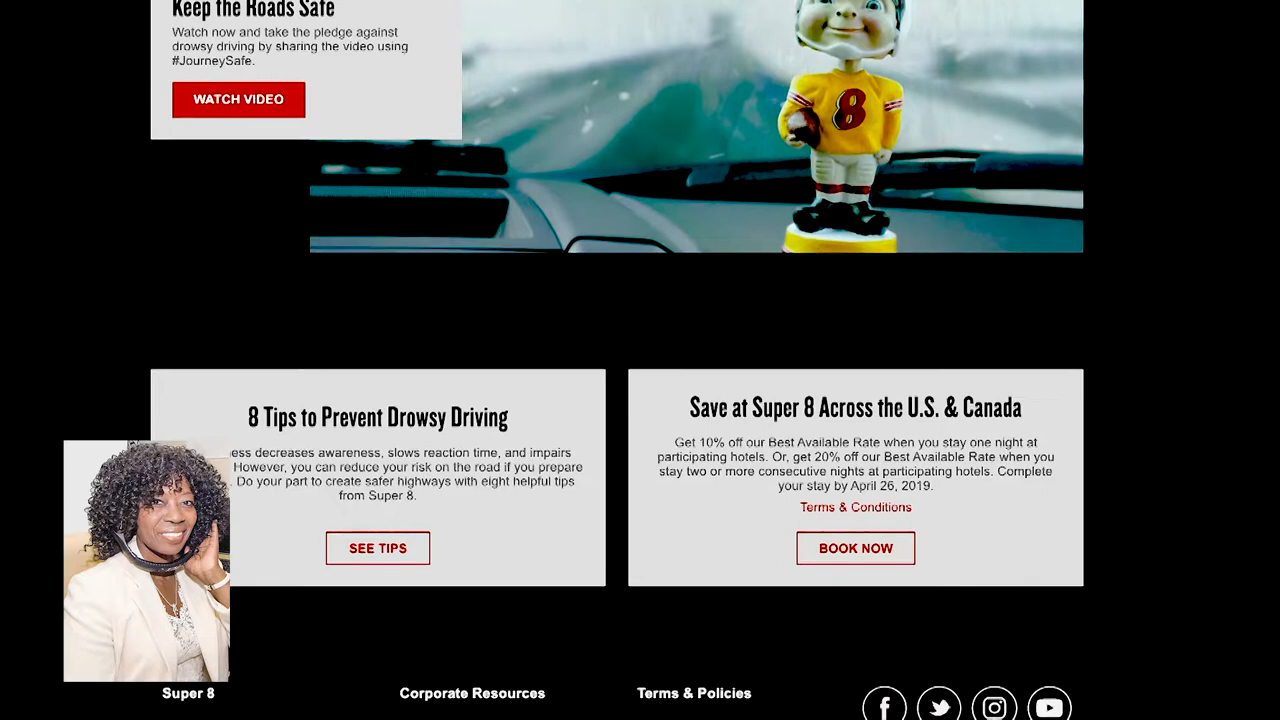 Keep the Roads Safe
Watch now and take the pledge against
drowsy driving by sharing the video using
#JourneySafe.
WATCH VIDEO
8
8 Tips to Prevent Drowsy Driving
decreases awareness, slows reaction time, and impairs
However, you can reduce your risk on the road if you prepare
. Do your part to create safer highways with eight helpful tips
from Super 8.
SEE TIPS
Save at Super 8 Across the U.S. & Canada
Get 10% off our Best Available Rate when you stay one night at
participating hotels. Or, get 20% off our Best Available Rate when you
stay two or more consecutive nights at participating hotels. Complete
your stay by April 26, 2019.
Terms & Conditions
BOOK NOW
Super 8
Corporate Resources
Terms & Policies